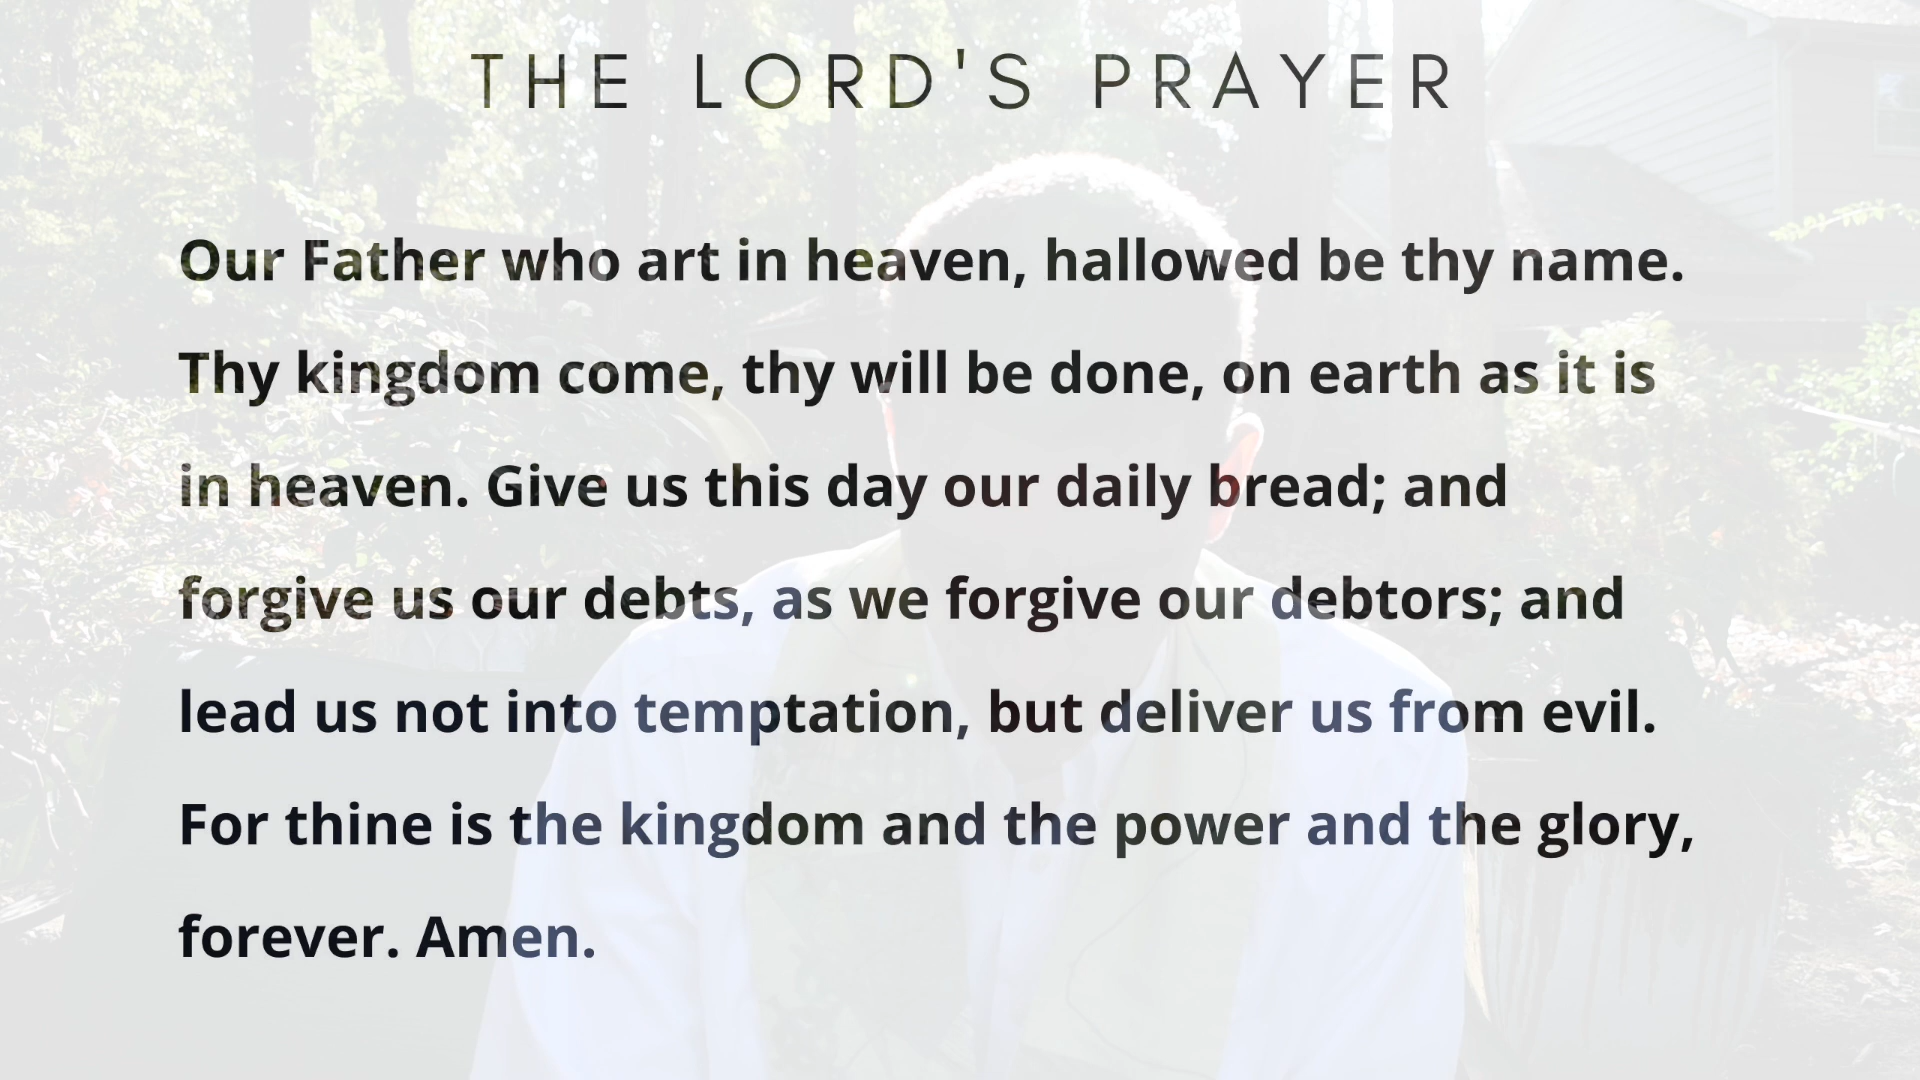 THE LORD'S PRAYER
Our Father who art in heaven, hallowed be thy name.
Thy kingdom come, thy will be done, on earth as it is
in heaven. Give us this day our daily bread; and
forgive us our debts, as we forgive our debtors; and
lead us not into temptation, but deliver us from evil.
For thine is the kingdom and the power and the glory,
forever. Amen.